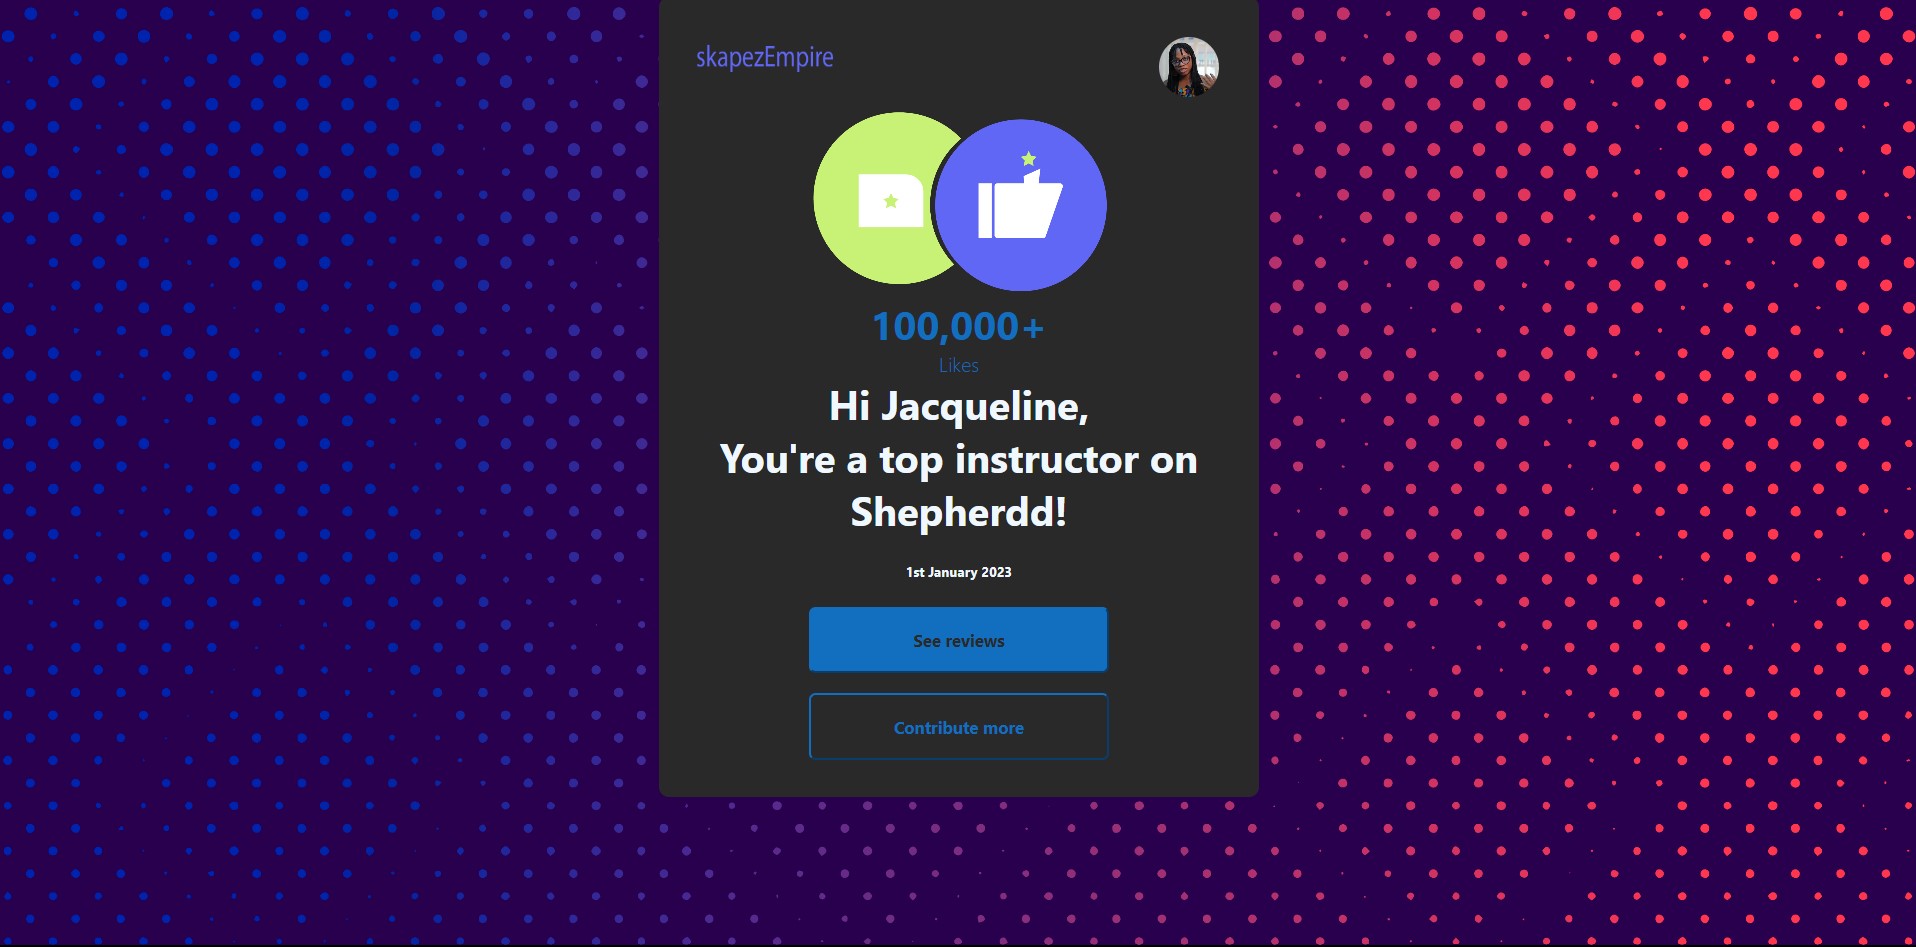 skapezEmpire
100,000+
Likes
Hi Jacqueline,
You're a top instructor on
Shepherdd!
1st January 2023
See reviews
Contribute more